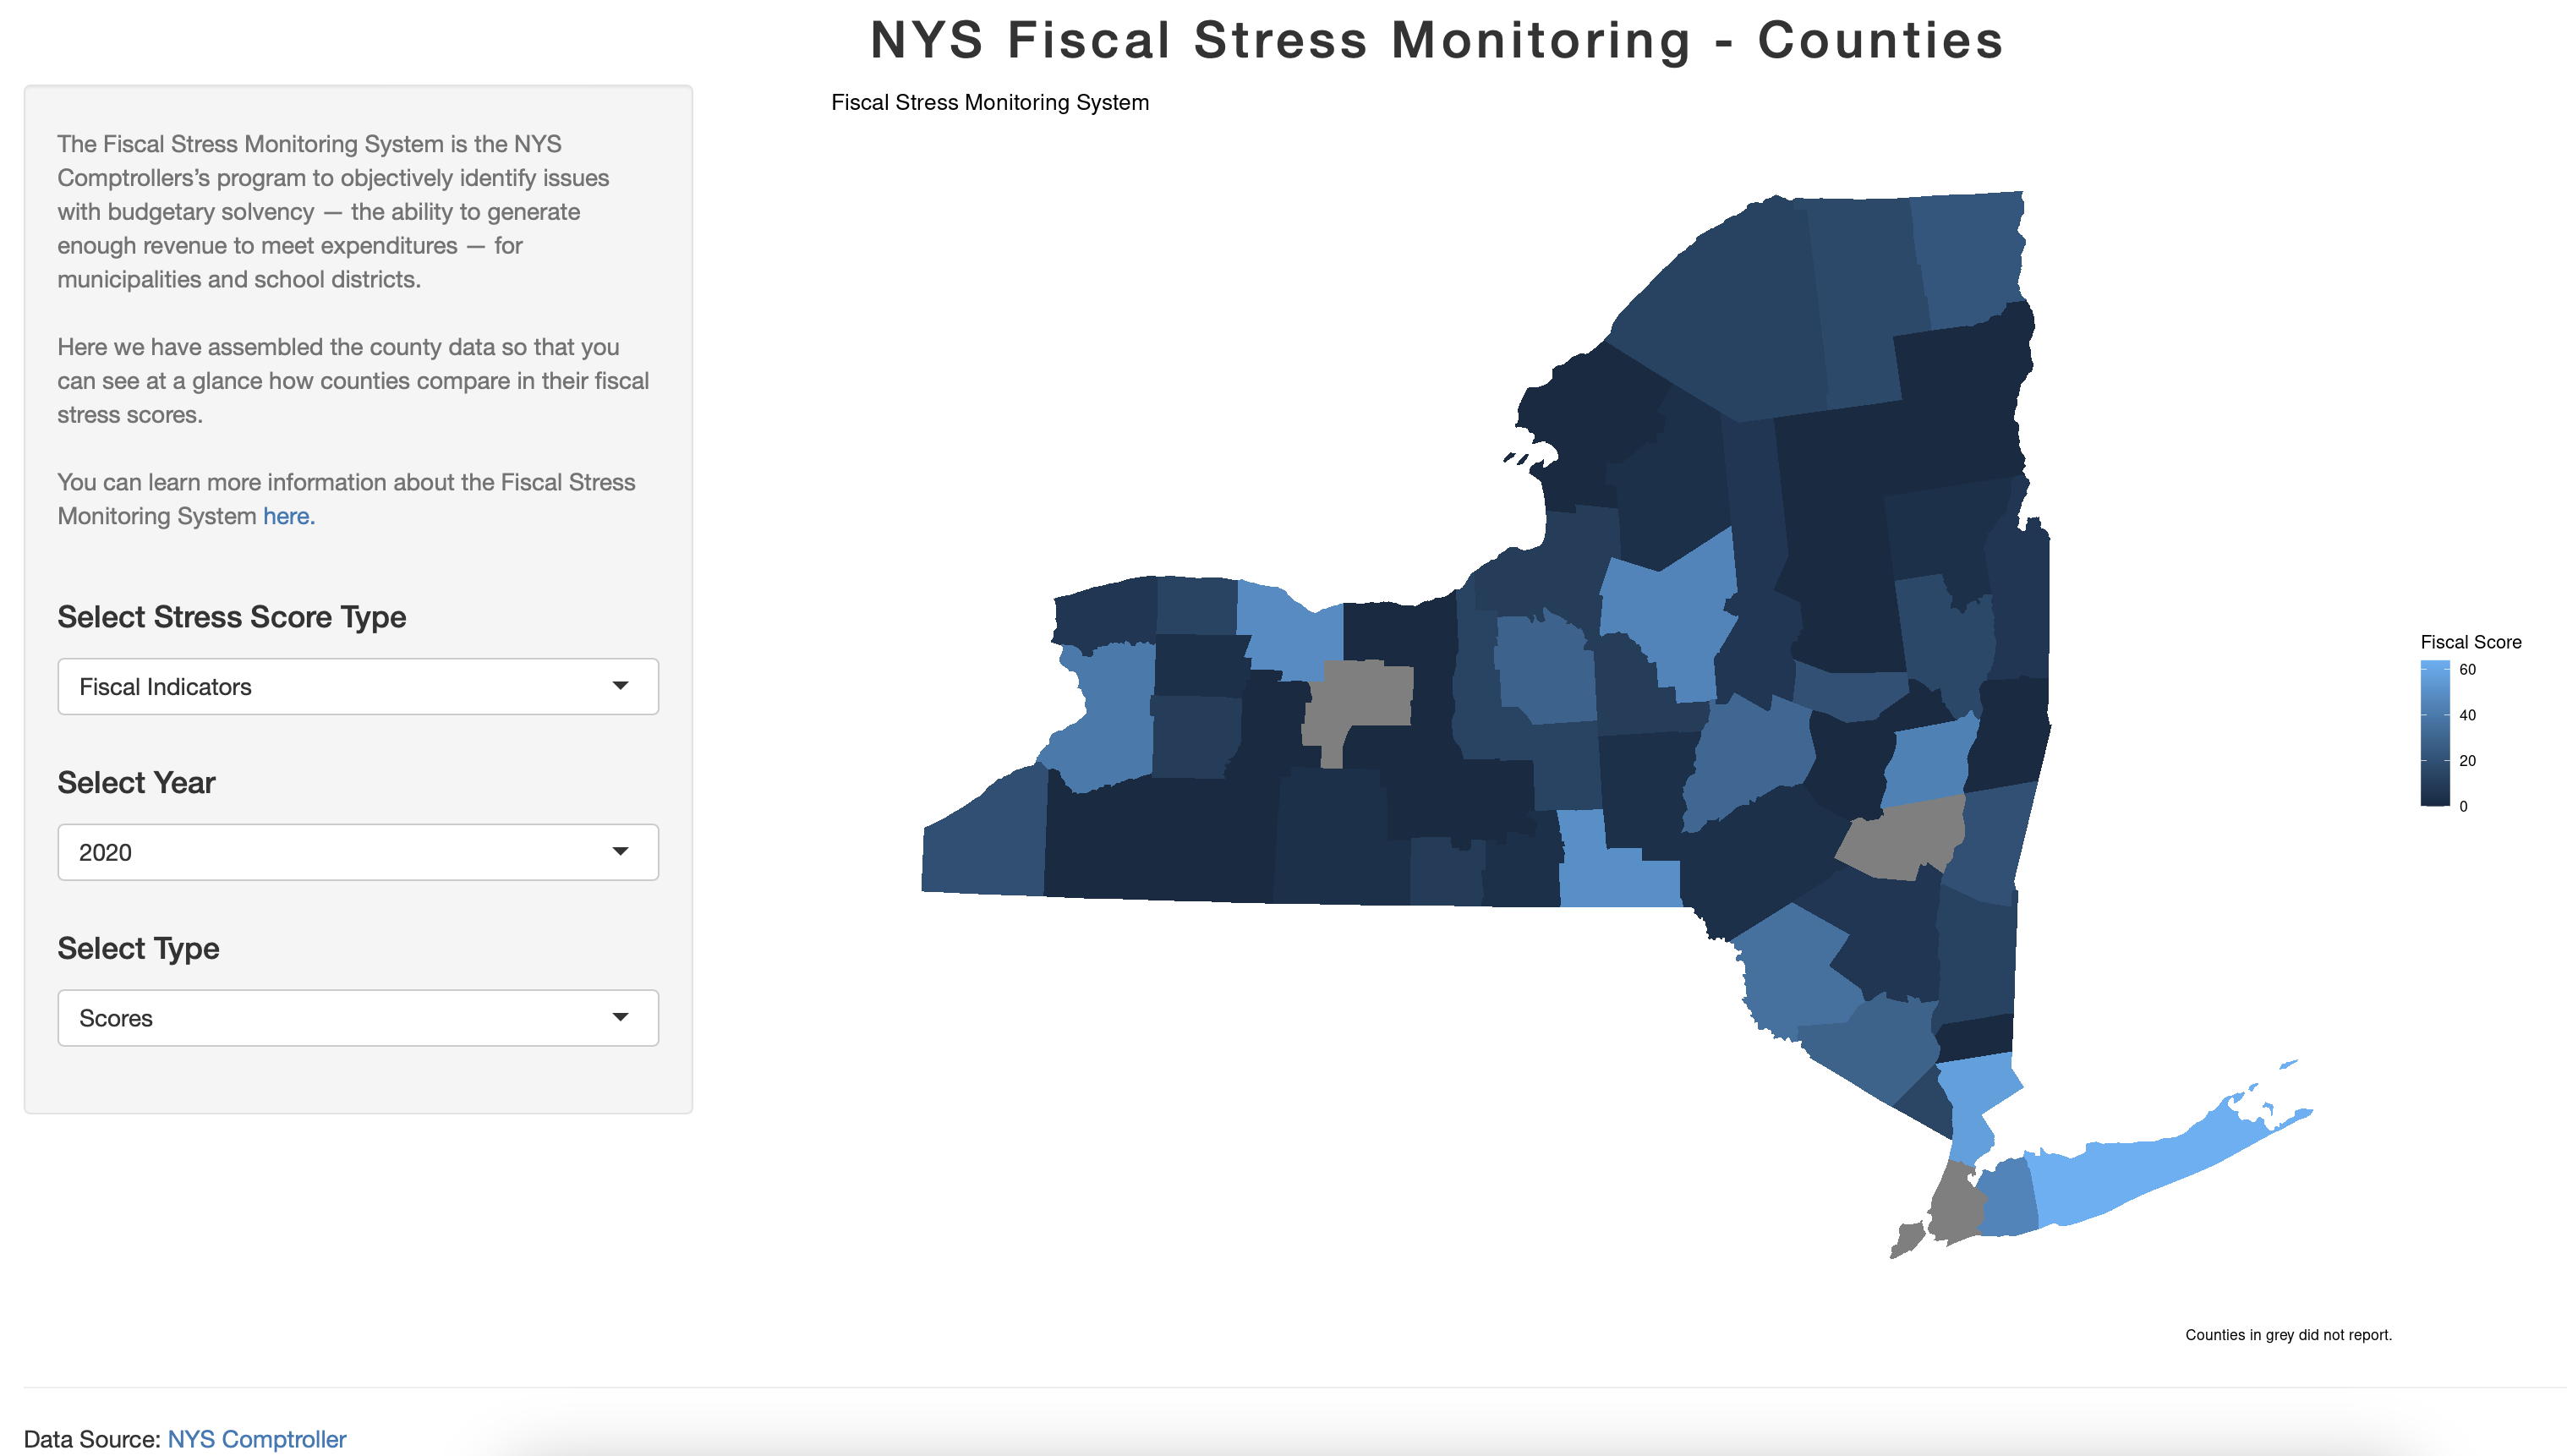 NYS Fiscal Stress Monitoring - Counties
The Fiscal Stress Monitoring System is the NYS
Comptrollers’s program to objectively identify issues
with budgetary solvency — the ability to generate
enough revenue to meet expenditures — for
municipalities and school districts.
Here we have assembled the county data so that you
can see at a glance how counties compare in their fiscal
stress scores.
You can learn more information about the Fiscal Stress
Monitoring System here.
Select Stress Score Type
Fiscal Indicators
Select Year
2020
Select Type
Scores
Fiscal Stress Monitoring System
Fiscal Score
60
40
20
0
Counties in grey did not report.
Data Source: NYS Comptroller